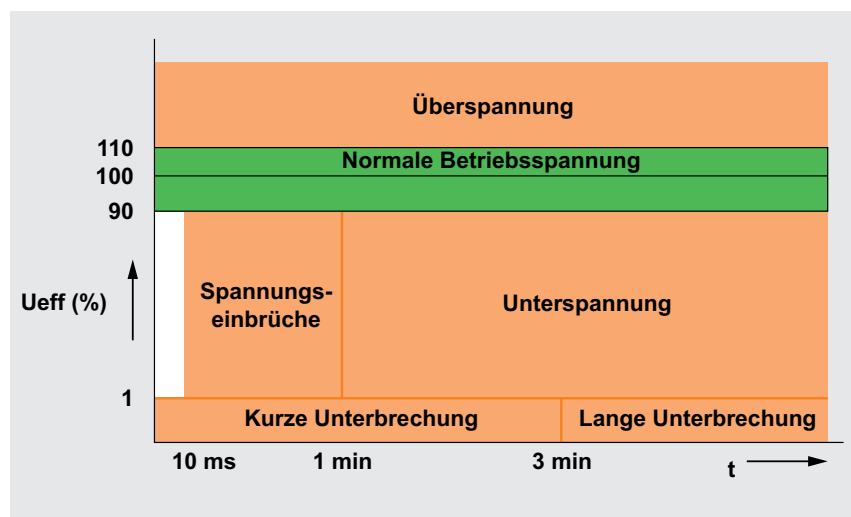 Überspannung
110
Normale Betriebsspannung
100
90
Ueff (%)
Spannungs-
einbrüche
Unterspannung
1
Kurze Unterbrechung
Lange Unterbrechung
10 ms
1 min
3 min
t